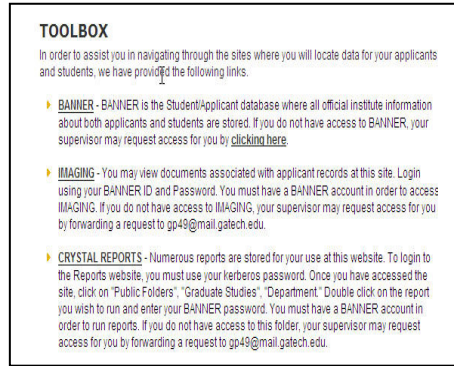 TOOLBOX
In order to assist you in navigating through the sites where you will locate data for your applicants
and students, we have provided the following links.
BANNER - BANNER is the Student/Applicant database where all official institute information
about both applicants and students are stored. If you do not have access to BANNER, your
supervisor may request access for you by clicking here.
IMAGING - You may view documents associated with applicant records at this site. Login
using your BANNER ID and Password. You must have a BANNER account in order to access
IMAGING. If you do not have access to IMAGING, your supervisor may request access for you
by forwarding a request to gp49@mail.gatech.edu.
CRYSTAL REPORTS - Numerous reports are stored for your use at this website. To login to
the Reports website, you must use your kerberos password. Once you have accessed the
site, click on "Public Folders", "Graduate Studies", "Department." Double click on the report
you wish to run and enter your BANNER password. You must have a BANNER account in
order to run reports. If you do not have access to this folder, your supervisor may request
access for you by forwarding a request to gp49@mail.gatech.edu.